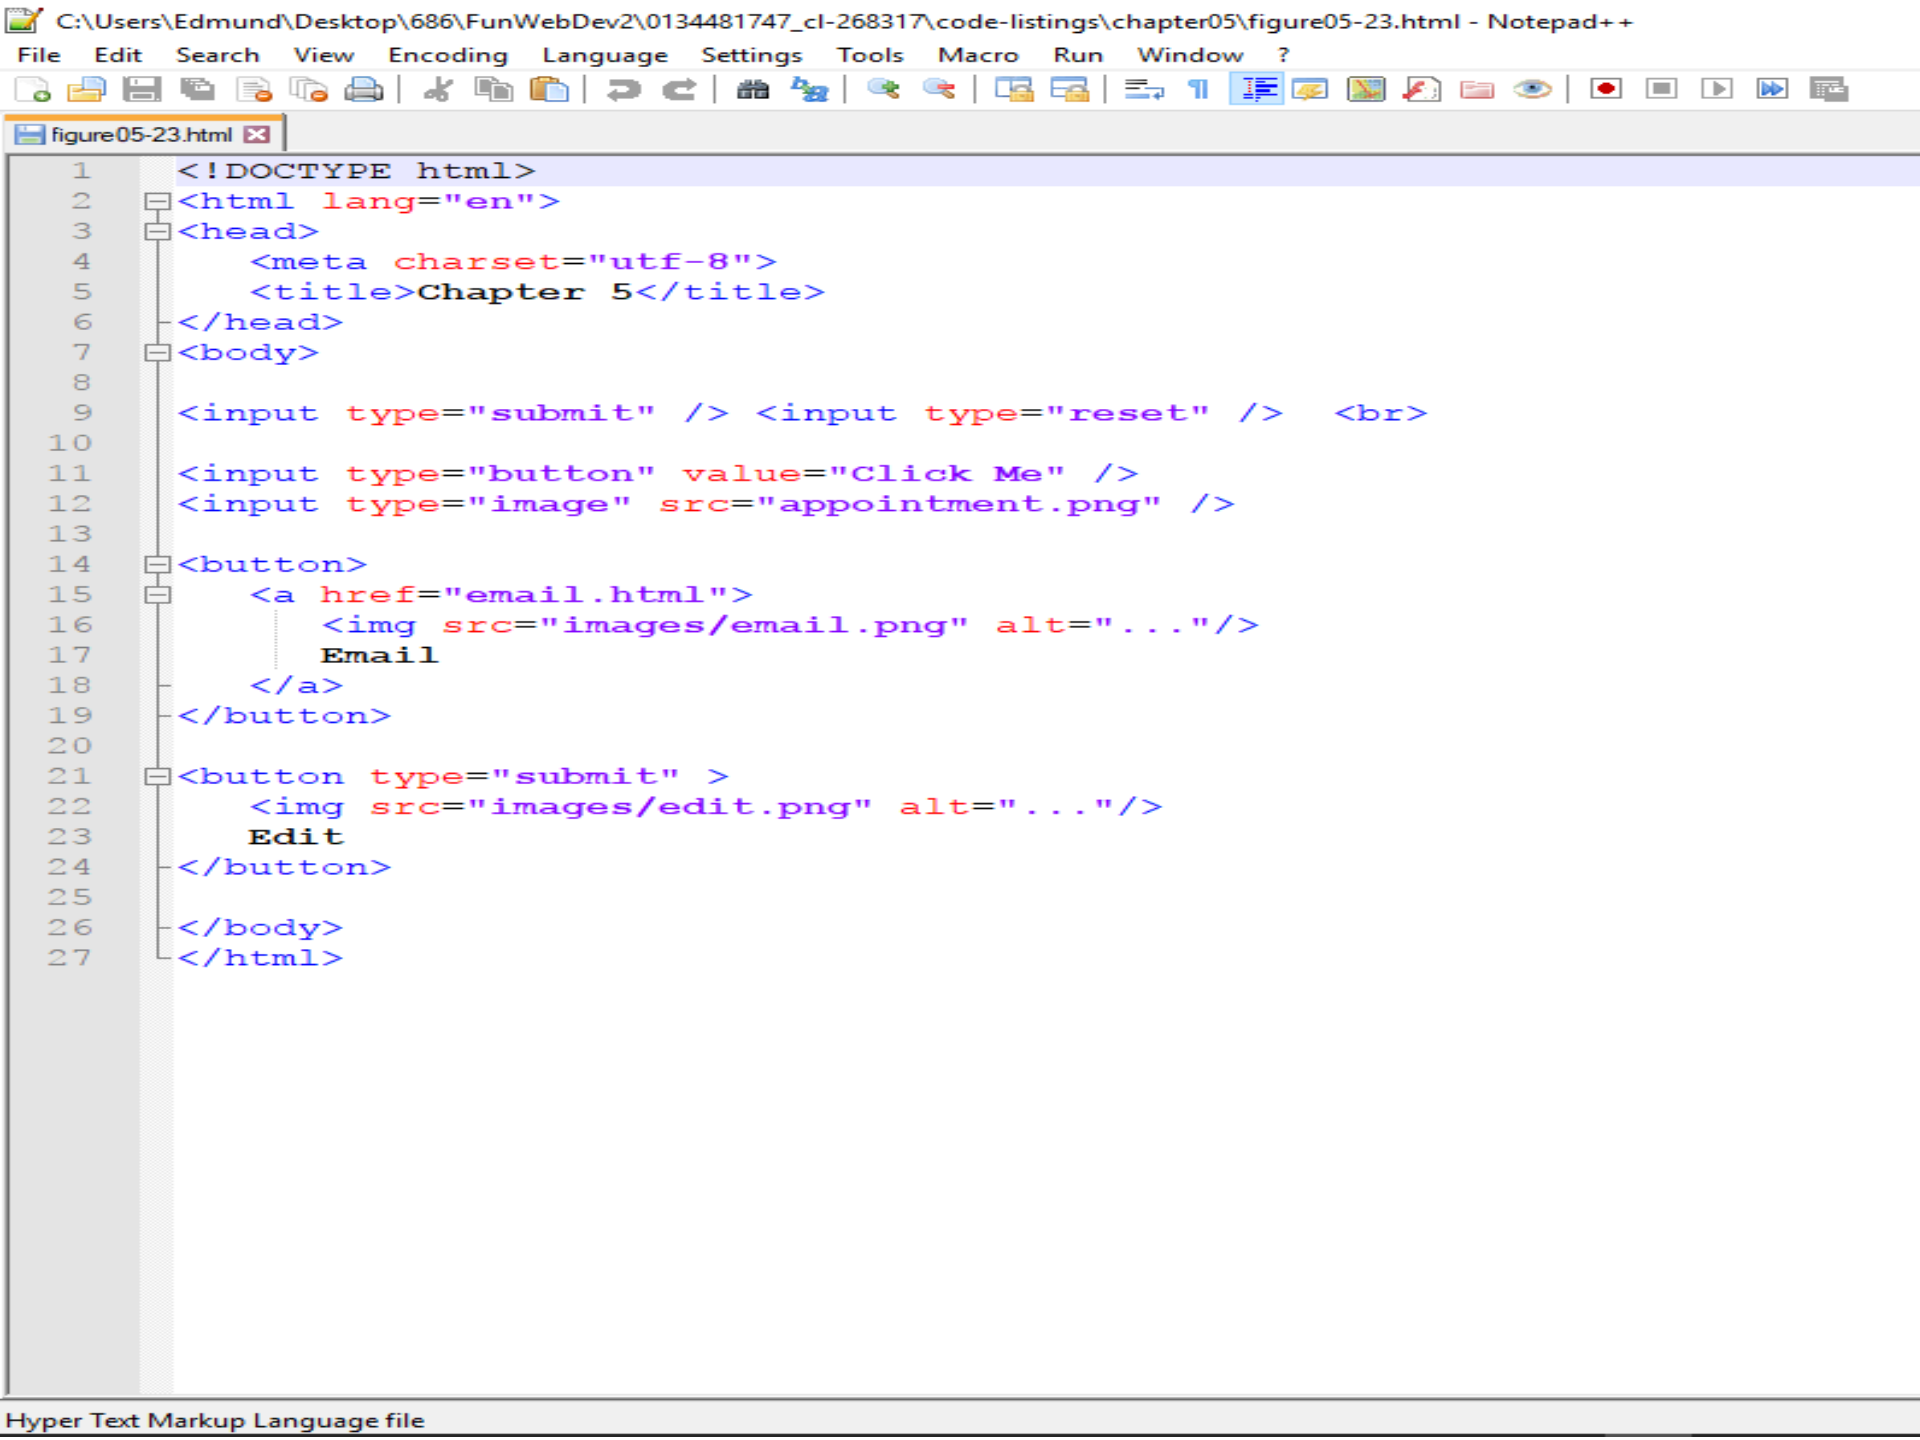 C:\Users\Edmund\Desktop\686\FunWebDev2\0134481747_cl-268317\code-listings\chapter05\figure05-23.html - Notepad++
File Edit Search View Encoding Language Settings Tools Macro Run Window ?
figure05-23.html
1 <!DOCTYPE html>
2 <html lang="en">
3 <head>
4 <meta charset="utf-8">
5 <title>Chapter 5</title>
6 </head>
7 <body>
8
9 <input type="submit" /> <input type="reset" />  <br>
10
11 <input type="button" value="Click Me" />
12 <input type="image" src="appointment.png" />
13
14 <button>
15 <a href="email.html">
16 <img src="images/email.png" alt="..."/>
17 Email
18 </a>
19 </button>
20
21 <button type="submit" >
22 <img src="images/edit.png" alt="..."/>
23 Edit
24 </button>
25
26 </body>
27 </html>
Hyper Text Markup Language file